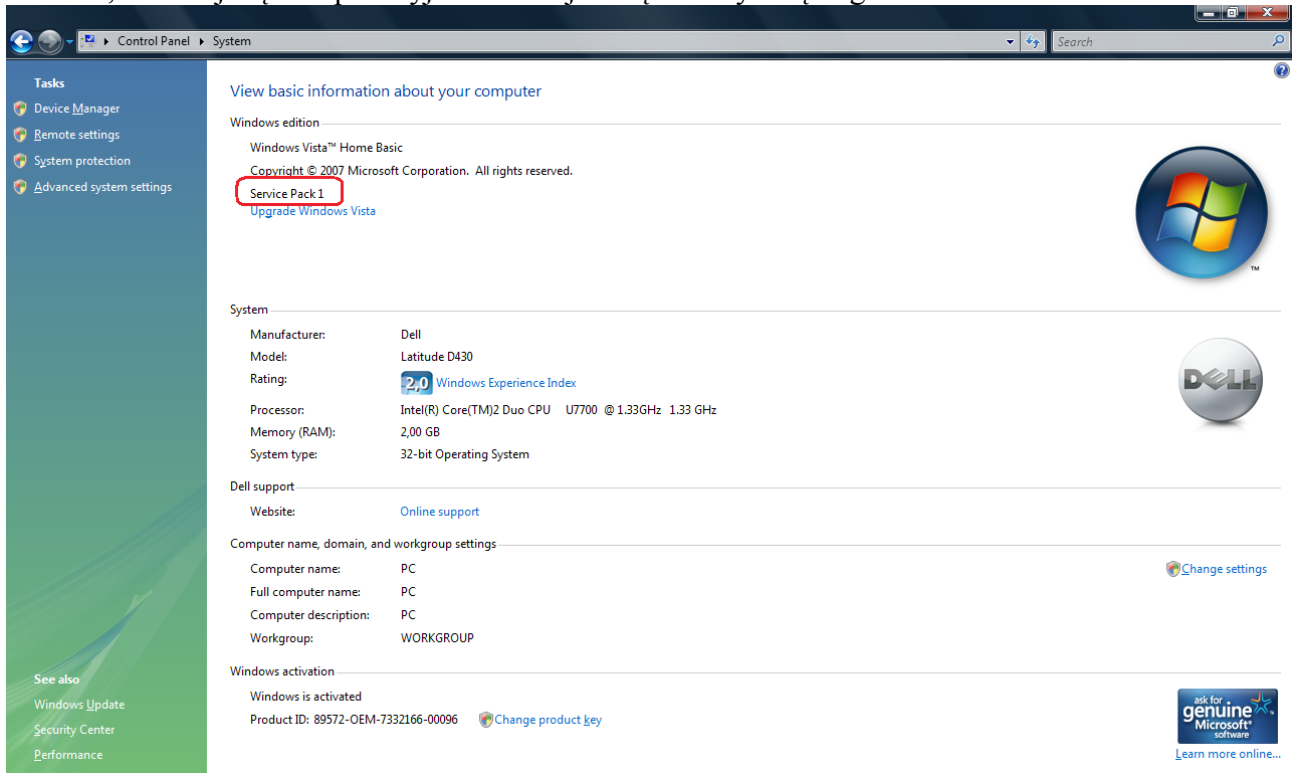 Control Panel ▸ System
Search
Tasks
Device Manager
Remote settings
System protection
Advanced system settings
View basic information about your computer
Windows edition
Windows Vista™ Home Basic
Copyright © 2007 Microsoft Corporation. All rights reserved.
Service Pack 1
Upgrade Windows Vista
TM
System
Manufacturer: Dell
Model: Latitude D430
Rating: 2,0 Windows Experience Index
Processor: Intel(R) Core(TM)2 Duo CPU U7700 @ 1.33GHz 1.33 GHz
Memory (RAM): 2,00 GB
System type: 32-bit Operating System
DELL
Dell support
Website: Online support
Computer name, domain, and workgroup settings
Computer name: PC
Change settings
Full computer name: PC
Computer description: PC
Workgroup: WORKGROUP
Windows activation
Windows is activated
Product ID: 89572-OEM-7332166-00096 Change product key
ask for
genuine
Microsoft®
software
Learn more online...
See also
Windows Update
Security Center
Performance